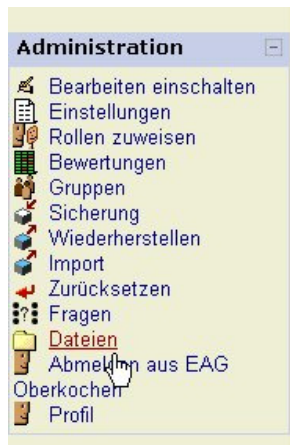 Administration
Bearbeiten einschalten
Einstellungen
Rollen zuweisen
Bewertungen
Gruppen
Sicherung
Wiederherstellen
Import
Zurücksetzen
Fragen
Dateien
Abmelden aus EAG
Oberkochen
Profil